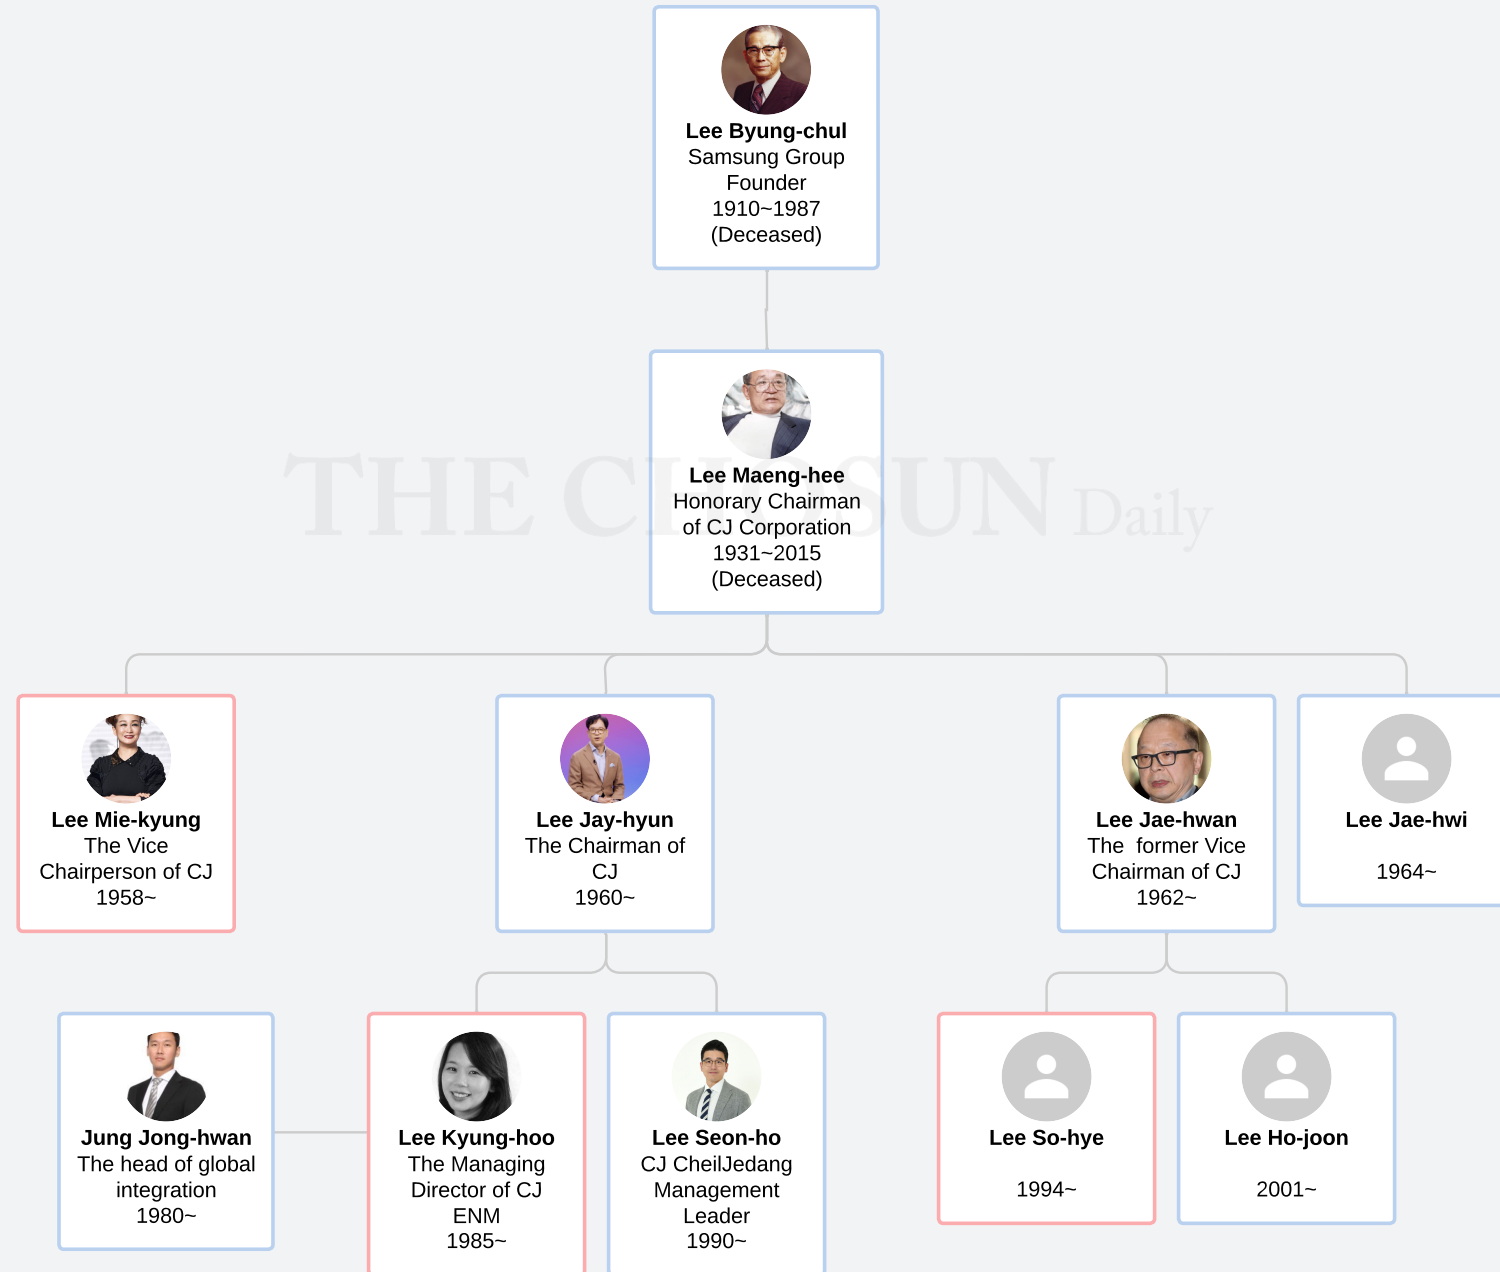 Lee Byung-chul
Samsung Group
Founder
1910~1987
(Deceased)
THE CHOSUN Daily
Lee Maeng-hee
Honorary Chairman
of CJ Corporation
1931~2015
(Deceased)
Lee Mie-kyung
The Vice
Chairperson of CJ
1958~
Lee Jay-hyun
The Chairman of
CJ
1960~
Lee Jae-hwan
The  former Vice
Chairman of CJ
1962~
Lee Jae-hwi
1964~
Jung Jong-hwan
The head of global
integration
1980~
Lee Kyung-hoo
The Managing
Director of CJ
ENM
1985~
Lee Seon-ho
CJ CheilJedang
Management
Leader
1990~
Lee So-hye
1994~
Lee Ho-joon
2001~